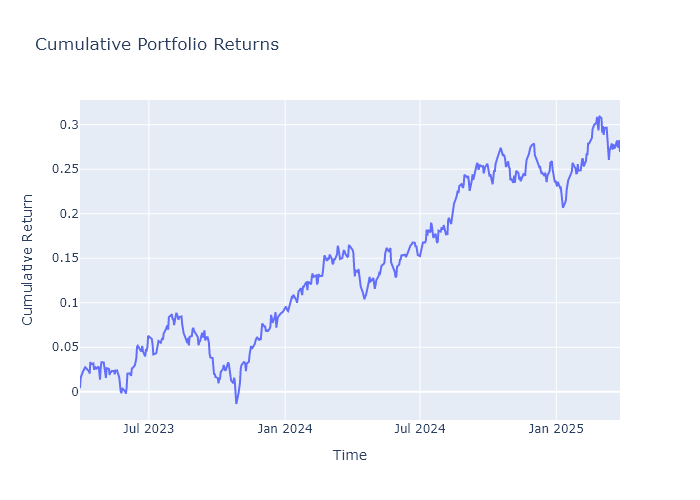 Cumulative Portfolio Returns
Cumulative Return
0.3
0.25
0.2
0.15
0.1
0.05
0
Jul 2023
Jan 2024
Jul 2024
Jan 2025
Time